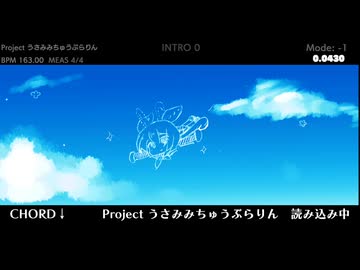 Project うさみみちゅうぶらりん
INTRO 0
Mode: -1
BPM 163.00 MEAS 4/4
0.0430
CHORD↓ Project うさみみちゅうぶらりん 読み込み中